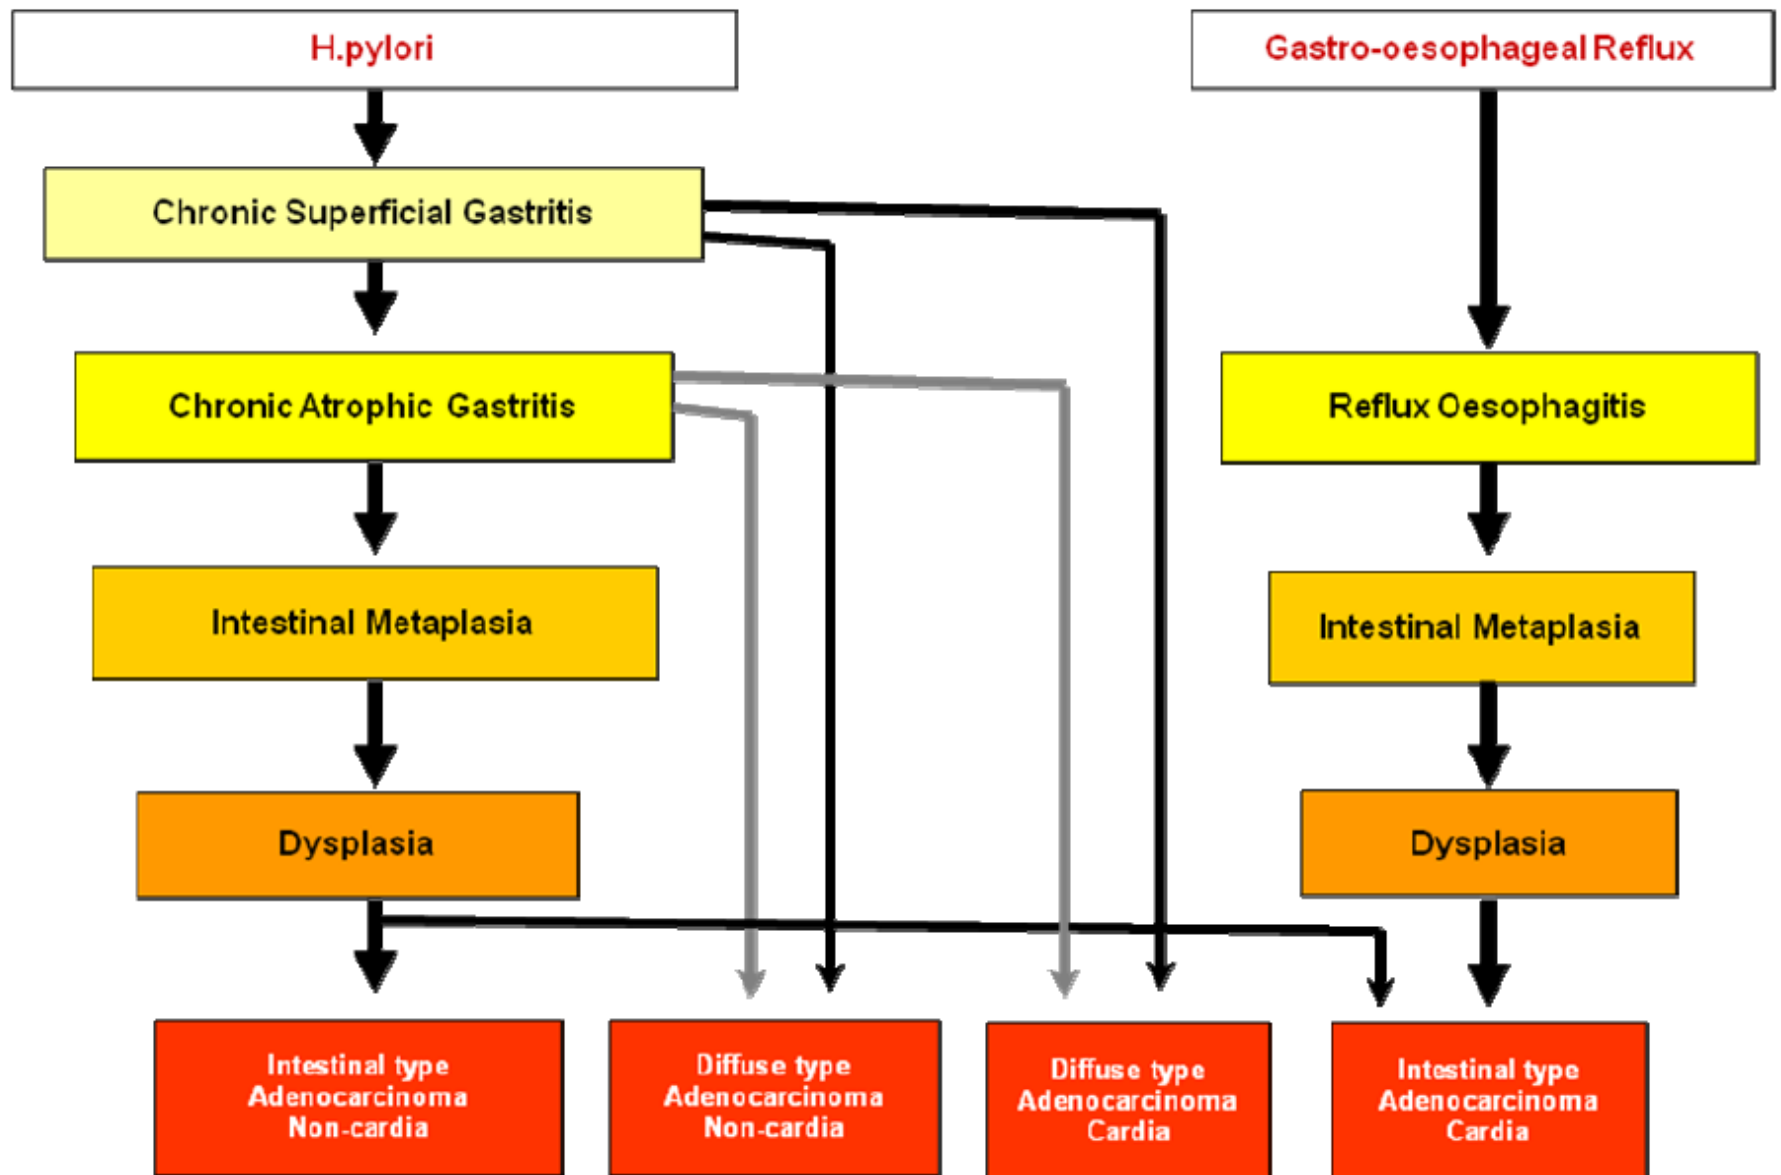 H.pylori
Gastro-oesophageal Reflux
Chronic Superficial Gastritis
Chronic Atrophic Gastritis
Reflux Oesophagitis
Intestinal Metaplasia
Intestinal Metaplasia
Dysplasia
Dysplasia
Intestinal type
Adenocarcinoma
Non-cardia
Diffuse type
Adenocarcinoma
Non-cardia
Diffuse type
Adenocarcinoma
Cardia
Intestinal type
Adenocarcinoma
Cardia